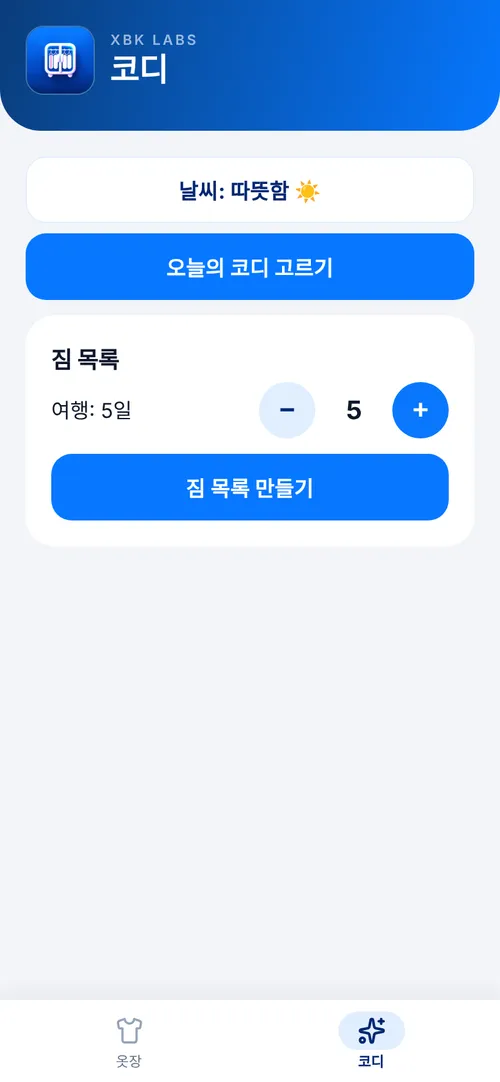 XBK LABS
코디
날씨: 따뜻함 ☀️
오늘의 코디 고르기
짐 목록
여행: 5일
− 5 +
짐 목록 만들기
옷장
코디